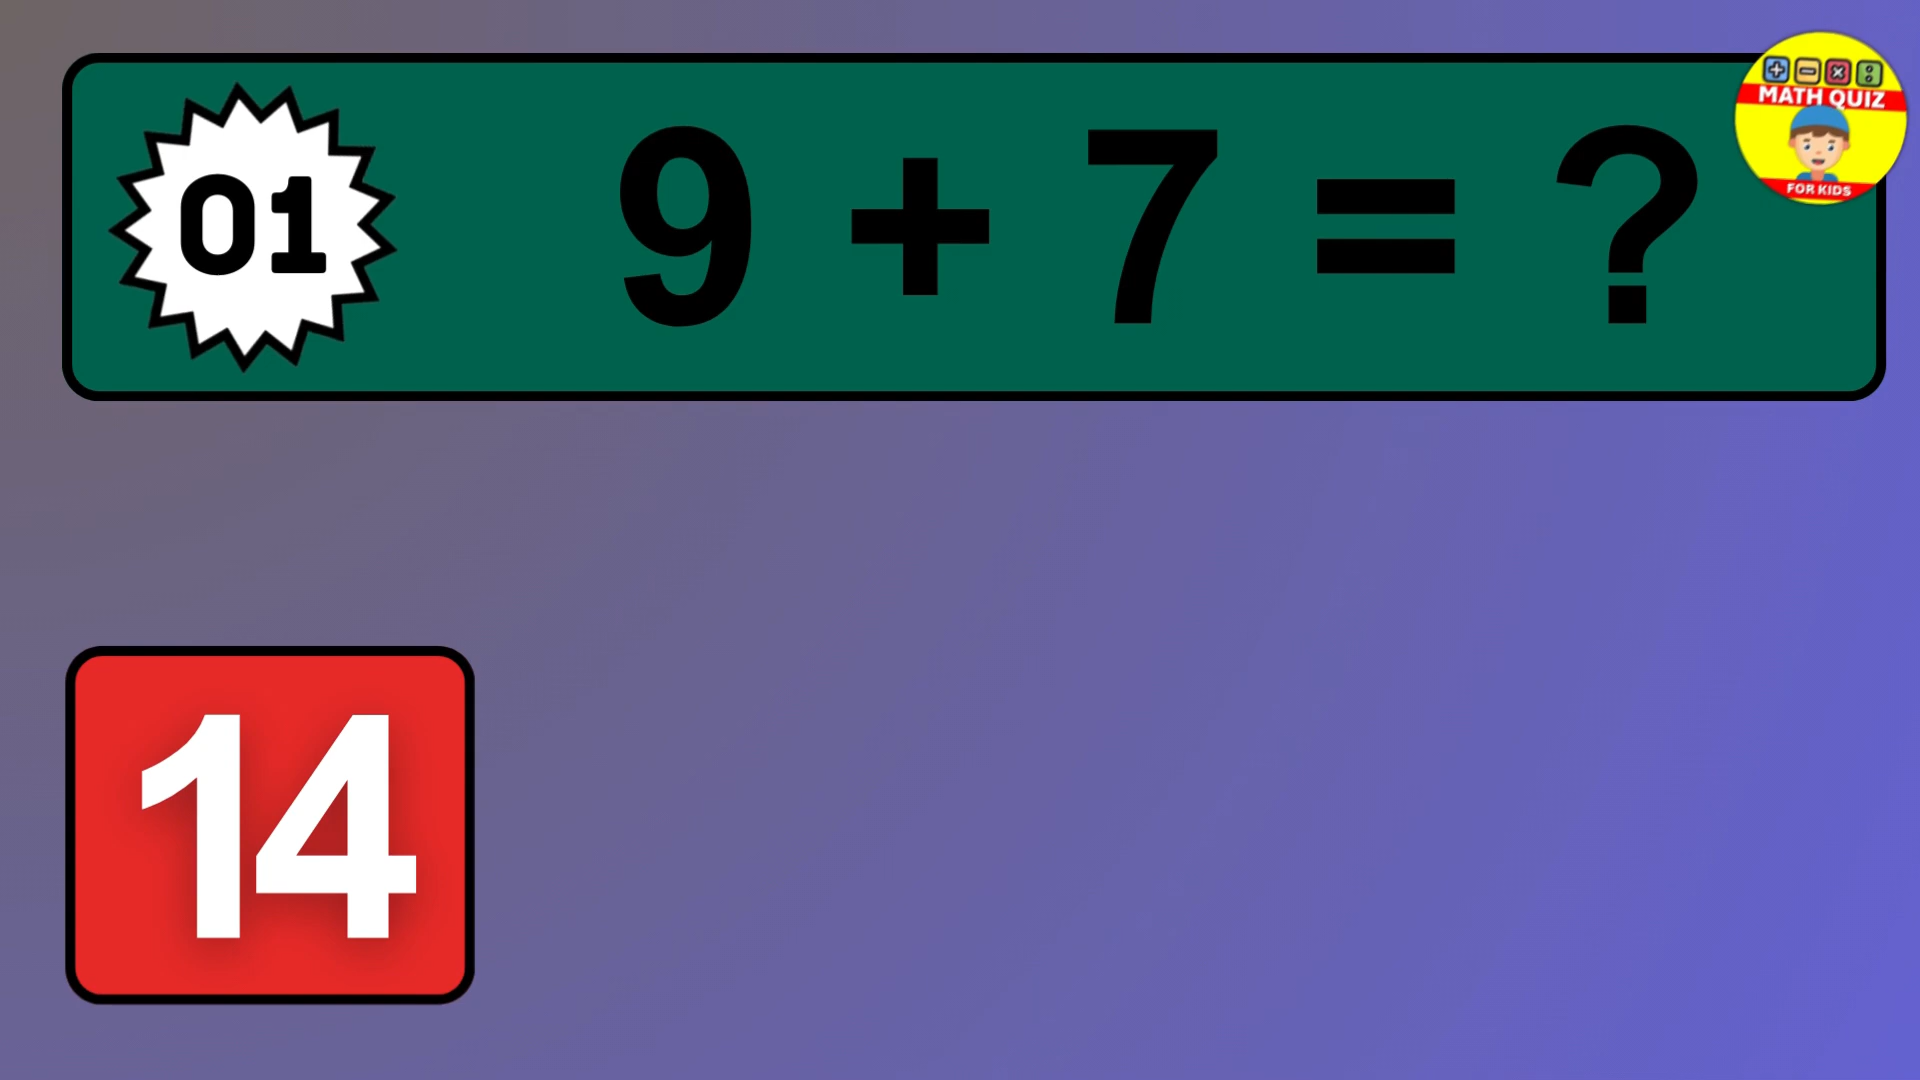 01
9 + 7 = ?
+ - × :
MATH QUIZ
FOR KIDS
14